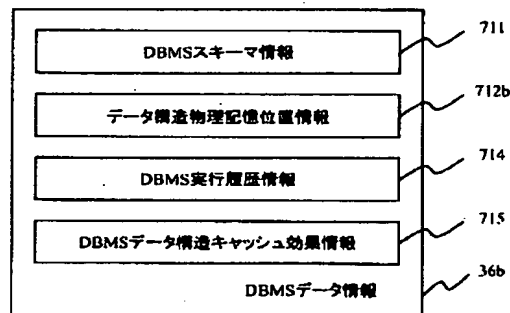 DBMSスキーマ情報
711
データ構造物理記憶位置情報
712b
DBMS実行履歴情報
714
DBMSデータ構造キャッシュ効果情報
715
DBMSデータ情報
36b